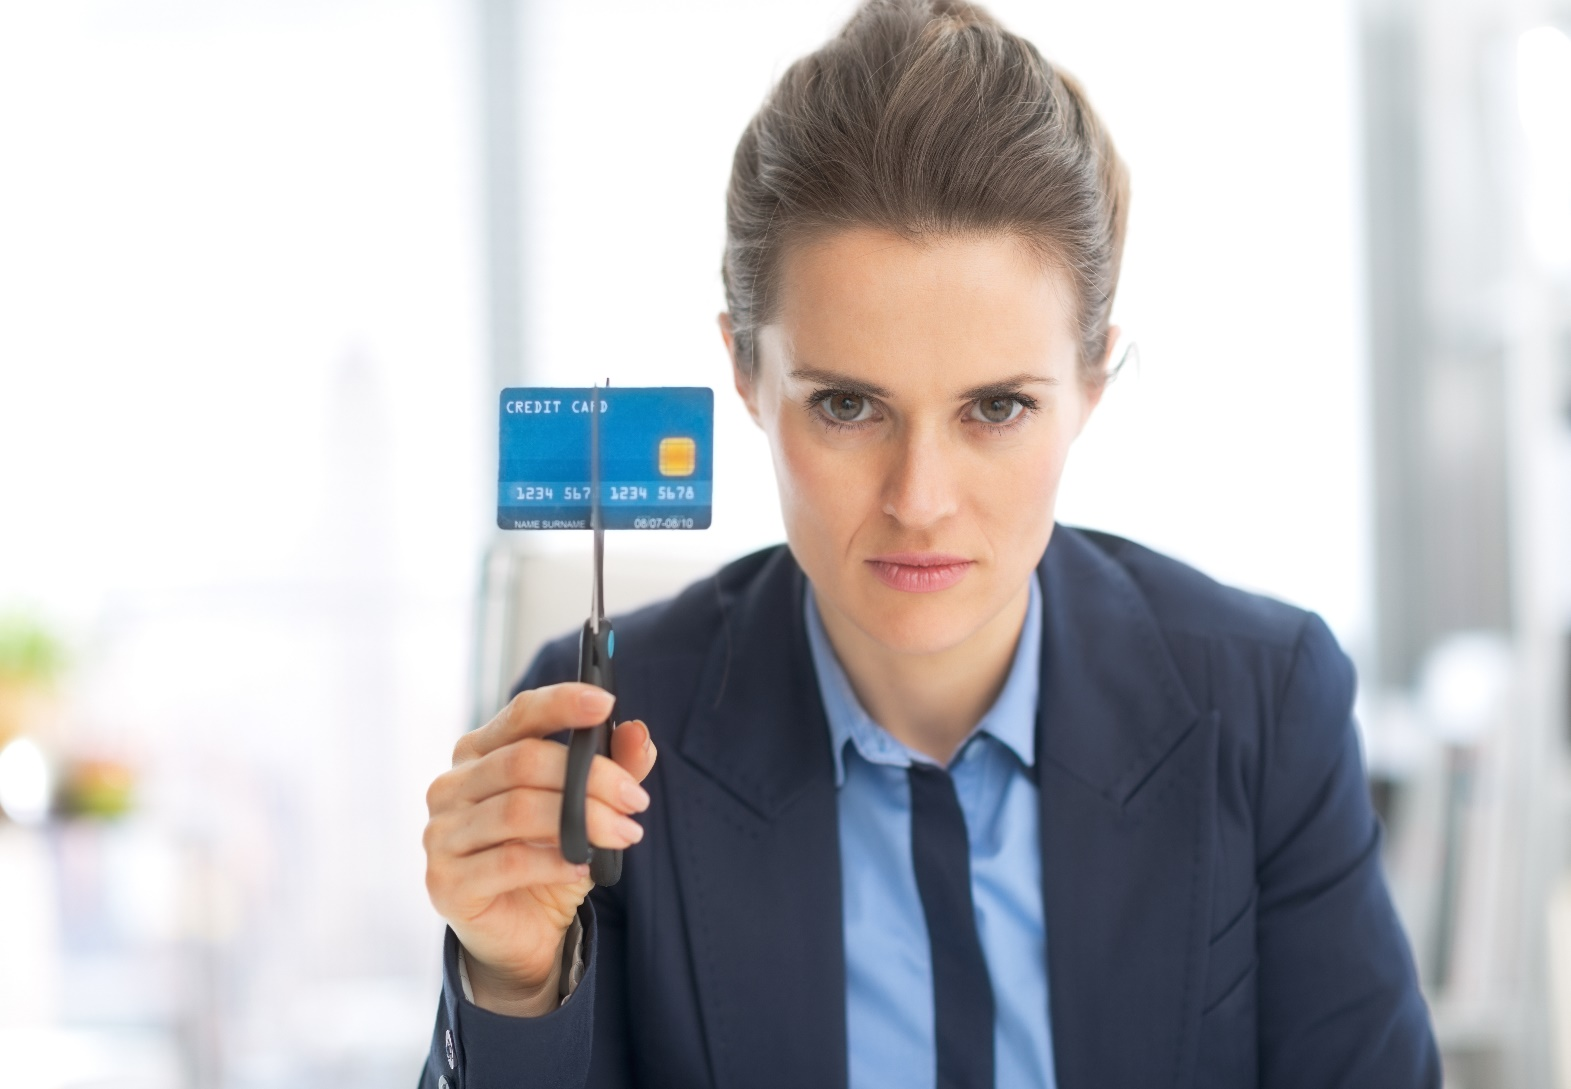 CREDIT CARD
1234 567 1234 5678
NAME SURNAME
08/07-08/10